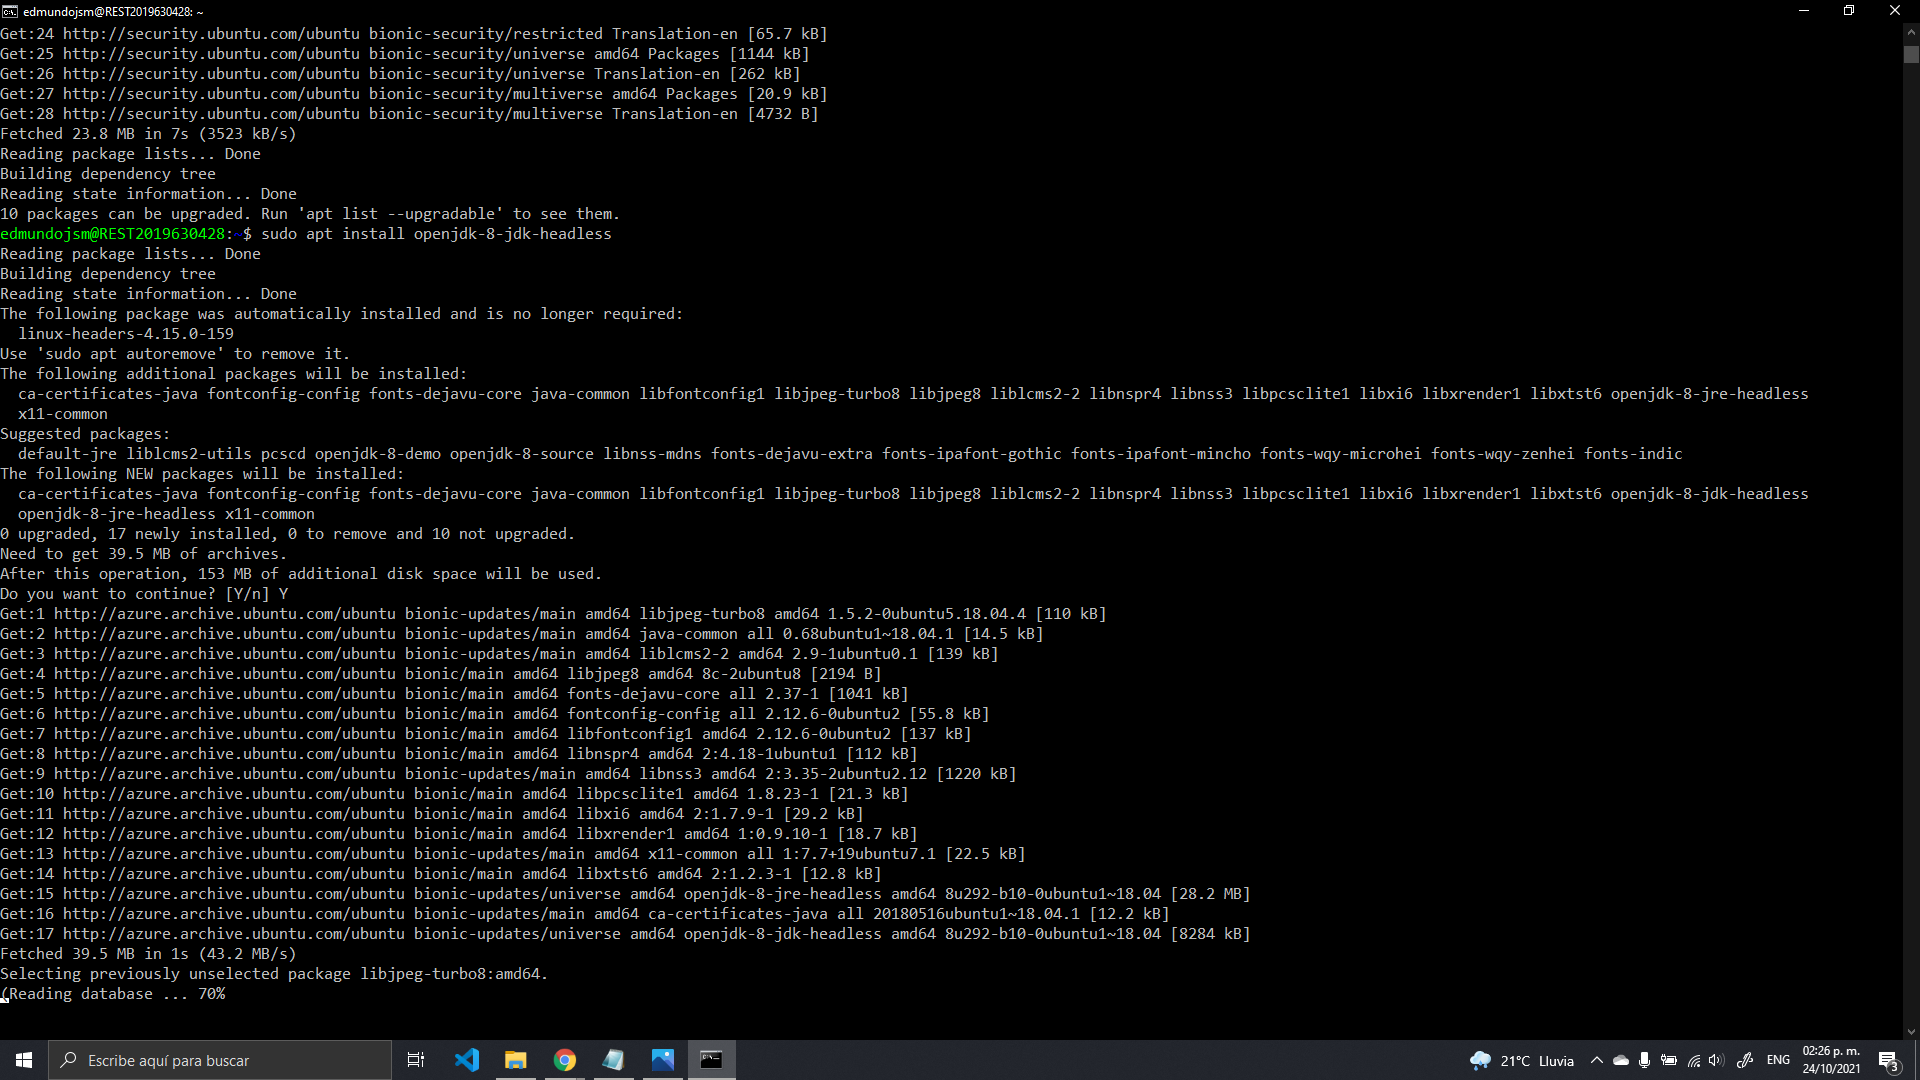 edmundojsm@REST2019630428: ~
Get:24 http://security.ubuntu.com/ubuntu bionic-security/restricted Translation-en [65.7 kB]
Get:25 http://security.ubuntu.com/ubuntu bionic-security/universe amd64 Packages [1144 kB]
Get:26 http://security.ubuntu.com/ubuntu bionic-security/universe Translation-en [262 kB]
Get:27 http://security.ubuntu.com/ubuntu bionic-security/multiverse amd64 Packages [20.9 kB]
Get:28 http://security.ubuntu.com/ubuntu bionic-security/multiverse Translation-en [4732 B]
Fetched 23.8 MB in 7s (3523 kB/s)
Reading package lists... Done
Building dependency tree
Reading state information... Done
10 packages can be upgraded. Run 'apt list --upgradable' to see them.
edmundojsm@REST2019630428:~$ sudo apt install openjdk-8-jdk-headless
Reading package lists... Done
Building dependency tree
Reading state information... Done
The following package was automatically installed and is no longer required:
  linux-headers-4.15.0-159
Use 'sudo apt autoremove' to remove it.
The following additional packages will be installed:
  ca-certificates-java fontconfig-config fonts-dejavu-core java-common libfontconfig1 libjpeg-turbo8 libjpeg8 liblcms2-2 libnspr4 libnss3 libpcsclite1 libxi6 libxrender1 libxtst6 openjdk-8-jre-headless
  x11-common
Suggested packages:
  default-jre liblcms2-utils pcscd openjdk-8-demo openjdk-8-source libnss-mdns fonts-dejavu-extra fonts-ipafont-gothic fonts-ipafont-mincho fonts-wqy-microhei fonts-wqy-zenhei fonts-indic
The following NEW packages will be installed:
  ca-certificates-java fontconfig-config fonts-dejavu-core java-common libfontconfig1 libjpeg-turbo8 libjpeg8 liblcms2-2 libnspr4 libnss3 libpcsclite1 libxi6 libxrender1 libxtst6 openjdk-8-jdk-headless
  openjdk-8-jre-headless x11-common
0 upgraded, 17 newly installed, 0 to remove and 10 not upgraded.
Need to get 39.5 MB of archives.
After this operation, 153 MB of additional disk space will be used.
Do you want to continue? [Y/n] Y
Get:1 http://azure.archive.ubuntu.com/ubuntu bionic-updates/main amd64 libjpeg-turbo8 amd64 1.5.2-0ubuntu5.18.04.4 [110 kB]
Get:2 http://azure.archive.ubuntu.com/ubuntu bionic-updates/main amd64 java-common all 0.68ubuntu1~18.04.1 [14.5 kB]
Get:3 http://azure.archive.ubuntu.com/ubuntu bionic-updates/main amd64 liblcms2-2 amd64 2.9-1ubuntu0.1 [139 kB]
Get:4 http://azure.archive.ubuntu.com/ubuntu bionic/main amd64 libjpeg8 amd64 8c-2ubuntu8 [2194 B]
Get:5 http://azure.archive.ubuntu.com/ubuntu bionic/main amd64 fonts-dejavu-core all 2.37-1 [1041 kB]
Get:6 http://azure.archive.ubuntu.com/ubuntu bionic/main amd64 fontconfig-config all 2.12.6-0ubuntu2 [55.8 kB]
Get:7 http://azure.archive.ubuntu.com/ubuntu bionic/main amd64 libfontconfig1 amd64 2.12.6-0ubuntu2 [137 kB]
Get:8 http://azure.archive.ubuntu.com/ubuntu bionic/main amd64 libnspr4 amd64 2:4.18-1ubuntu1 [112 kB]
Get:9 http://azure.archive.ubuntu.com/ubuntu bionic-updates/main amd64 libnss3 amd64 2:3.35-2ubuntu2.12 [1220 kB]
Get:10 http://azure.archive.ubuntu.com/ubuntu bionic/main amd64 libpcsclite1 amd64 1.8.23-1 [21.3 kB]
Get:11 http://azure.archive.ubuntu.com/ubuntu bionic/main amd64 libxi6 amd64 2:1.7.9-1 [29.2 kB]
Get:12 http://azure.archive.ubuntu.com/ubuntu bionic/main amd64 libxrender1 amd64 1:0.9.10-1 [18.7 kB]
Get:13 http://azure.archive.ubuntu.com/ubuntu bionic-updates/main amd64 x11-common all 1:7.7+19ubuntu7.1 [22.5 kB]
Get:14 http://azure.archive.ubuntu.com/ubuntu bionic/main amd64 libxtst6 amd64 2:1.2.3-1 [12.8 kB]
Get:15 http://azure.archive.ubuntu.com/ubuntu bionic-updates/universe amd64 openjdk-8-jre-headless amd64 8u292-b10-0ubuntu1~18.04 [28.2 MB]
Get:16 http://azure.archive.ubuntu.com/ubuntu bionic-updates/main amd64 ca-certificates-java all 20180516ubuntu1~18.04.1 [12.2 kB]
Get:17 http://azure.archive.ubuntu.com/ubuntu bionic-updates/universe amd64 openjdk-8-jdk-headless amd64 8u292-b10-0ubuntu1~18.04 [8284 kB]
Fetched 39.5 MB in 1s (43.2 MB/s)
Selecting previously unselected package libjpeg-turbo8:amd64.
(Reading database ... 70%
Escribe aquí para buscar
21°C Lluvia
ENG
02:26 p. m.
24/10/2021
3